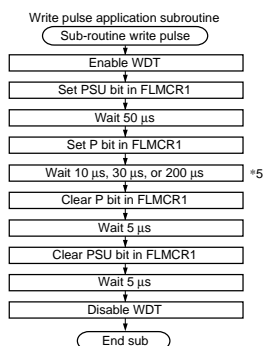 Write pulse application subroutine
Sub-routine write pulse
Enable WDT
Set PSU bit in FLMCR1
Wait 50 µs
Set P bit in FLMCR1
Wait 10 µs, 30 µs, or 200 µs *5
Clear P bit in FLMCR1
Wait 5 µs
Clear PSU bit in FLMCR1
Wait 5 µs
Disable WDT
End sub